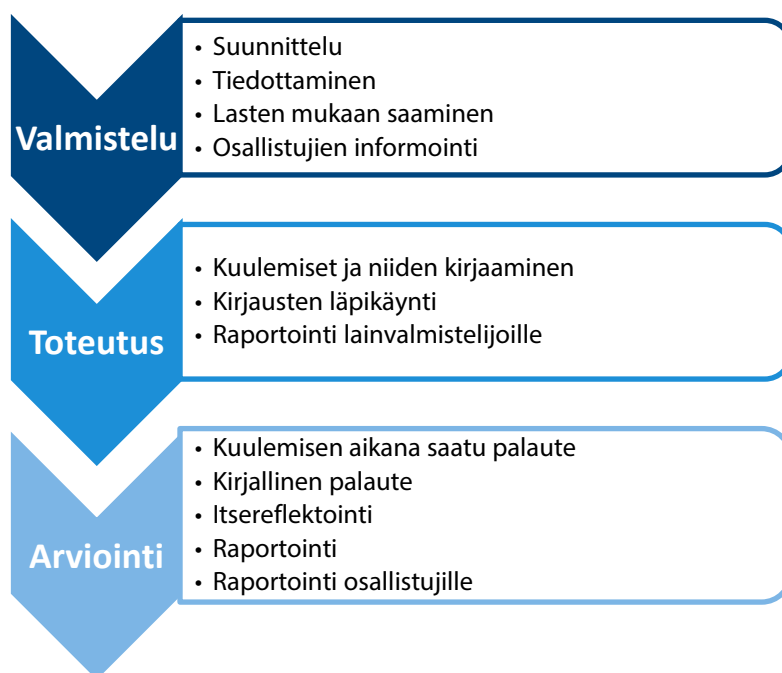 Valmistelu
• Suunnittelu
• Tiedottaminen
• Lasten mukaan saaminen
• Osallistujien informointi
Toteutus
• Kuulemiset ja niiden kirjaaminen
• Kirjausten läpikäynti
• Raportointi lainvalmistelijoille
Arviointi
• Kuulemisen aikana saatu palaute
• Kirjallinen palaute
• Itsereflektointi
• Raportointi
• Raportointi osallistujille